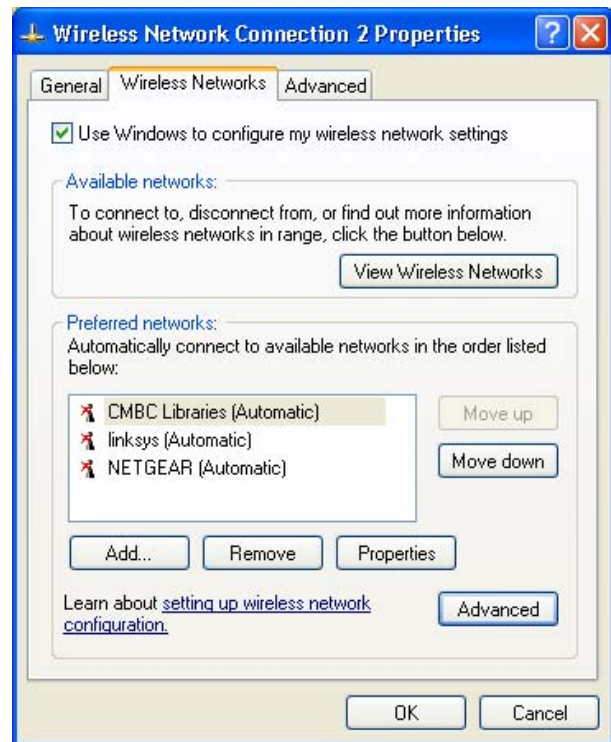 Wireless Network Connection 2 Properties
General Wireless Networks Advanced
Use Windows to configure my wireless network settings
Available networks:
To connect to, disconnect from, or find out more information
about wireless networks in range, click the button below.
View Wireless Networks
Preferred networks:
Automatically connect to available networks in the order listed
below:
CMBC Libraries (Automatic)
linksys (Automatic)
NETGEAR (Automatic)
Move up
Move down
Add... Remove Properties
Learn about setting up wireless network
configuration.
Advanced
OK Cancel